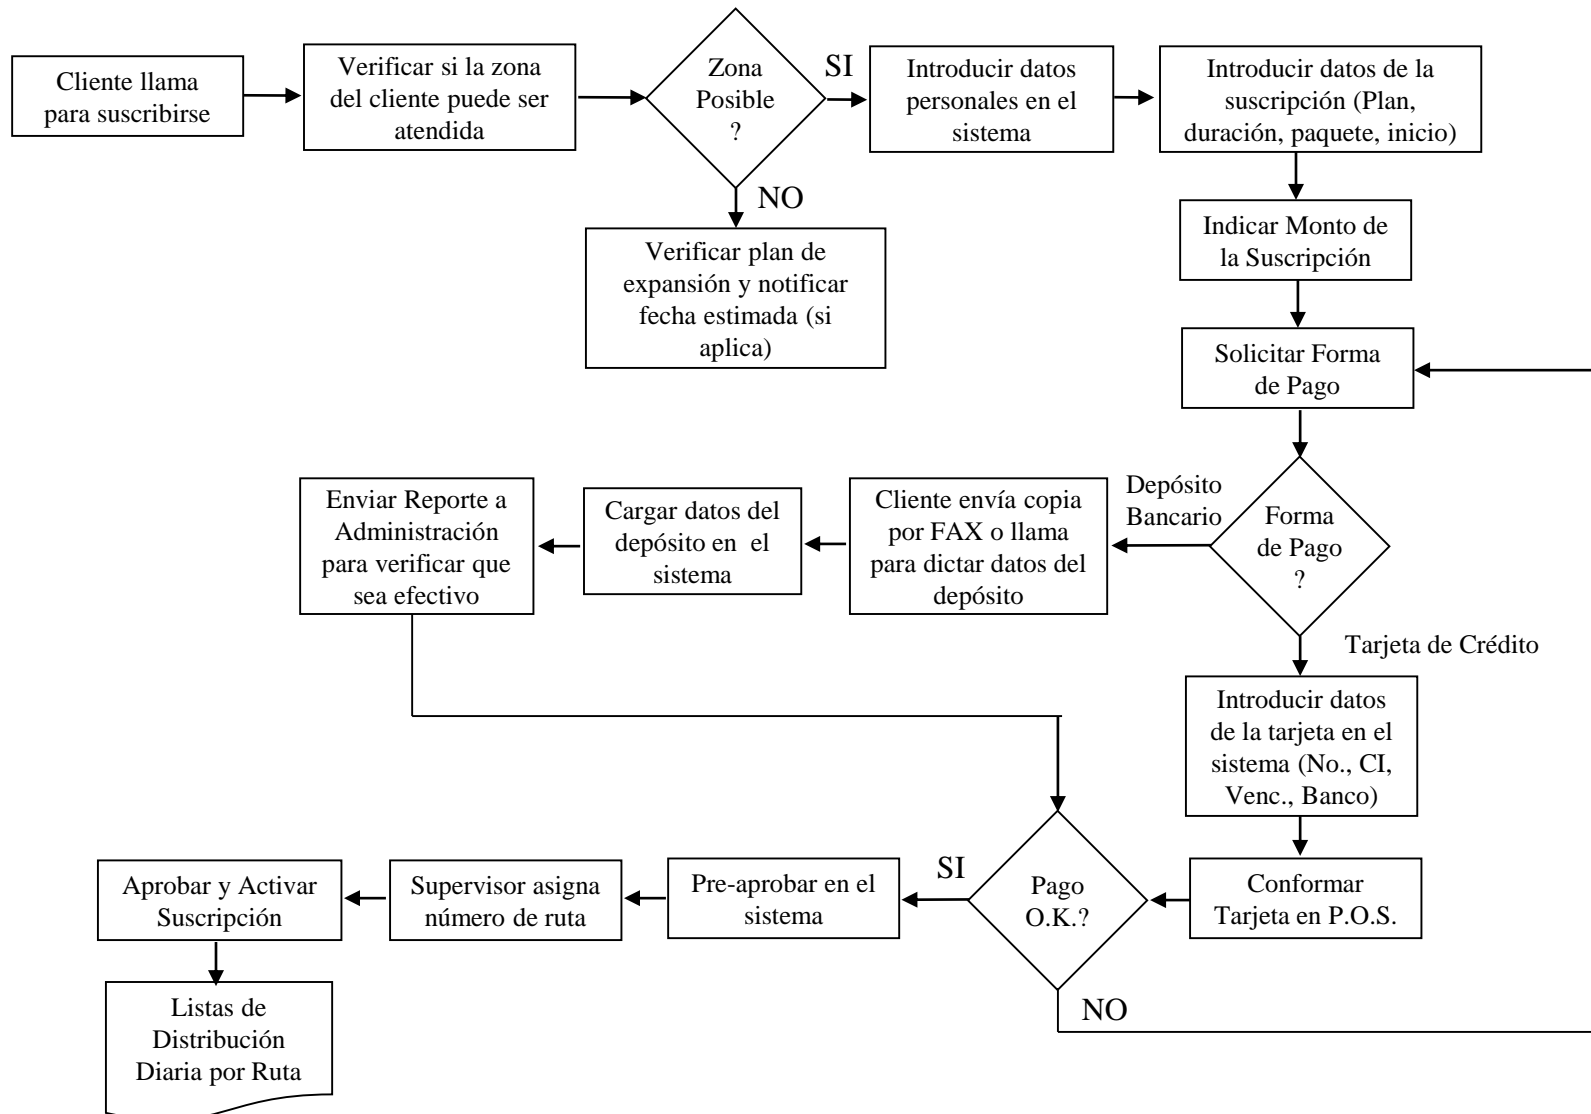 Cliente llama
para suscribirse
Verificar si la zona
del cliente puede ser
atendida
Zona
Posible
?
SI
Introducir datos
personales en el
sistema
Introducir datos de la
suscripción (Plan,
duración, paquete, inicio)
NO
Verificar plan de
expansión y notificar
fecha estimada (si
aplica)
Indicar Monto de
la Suscripción
Solicitar Forma
de Pago
Forma
de Pago
?
Depósito
Bancario
Cliente envía copia
por FAX o llama
para dictar datos del
depósito
Cargar datos del
depósito en el
sistema
Enviar Reporte a
Administración
para verificar que
sea efectivo
Tarjeta de Crédito
Introducir datos
de la tarjeta en el
sistema (No., CI,
Venc., Banco)
Conformar
Tarjeta en P.O.S.
Pago
O.K.?
SI
Pre-aprobar en el
sistema
Supervisor asigna
número de ruta
Aprobar y Activar
Suscripción
NO
Listas de
Distribución
Diaria por Ruta